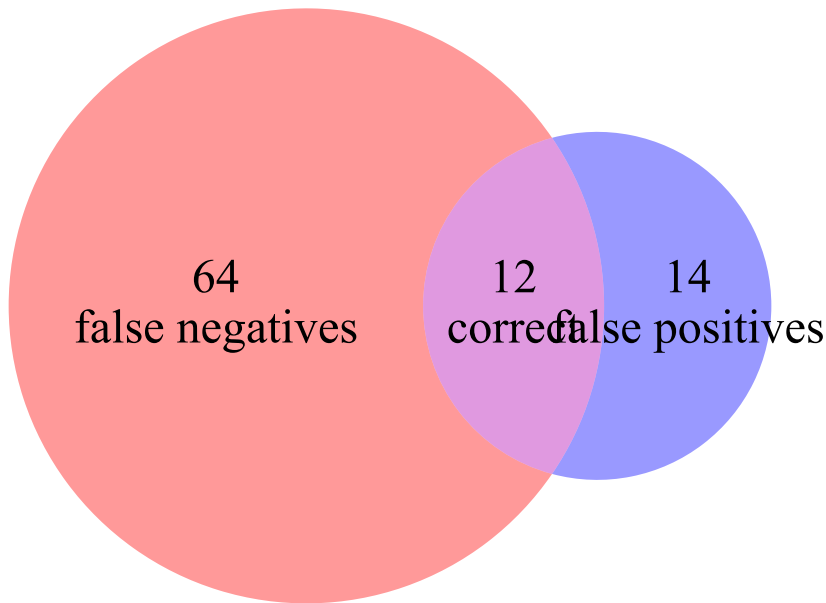 64
false negatives
12
correct
14
false positives